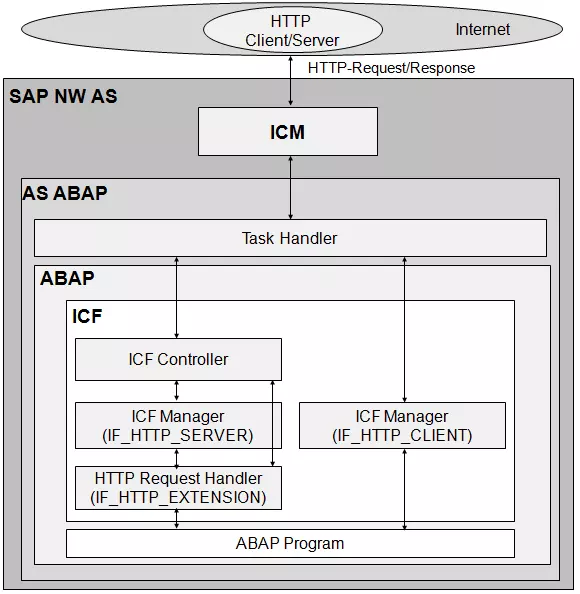 HTTP
Client/Server
Internet
HTTP-Request/Response
SAP NW AS
ICM
AS ABAP
Task Handler
ABAP
ICF
ICF Controller
ICF Manager
(IF_HTTP_SERVER)
ICF Manager
(IF_HTTP_CLIENT)
HTTP Request Handler
(IF_HTTP_EXTENSION)
ABAP Program